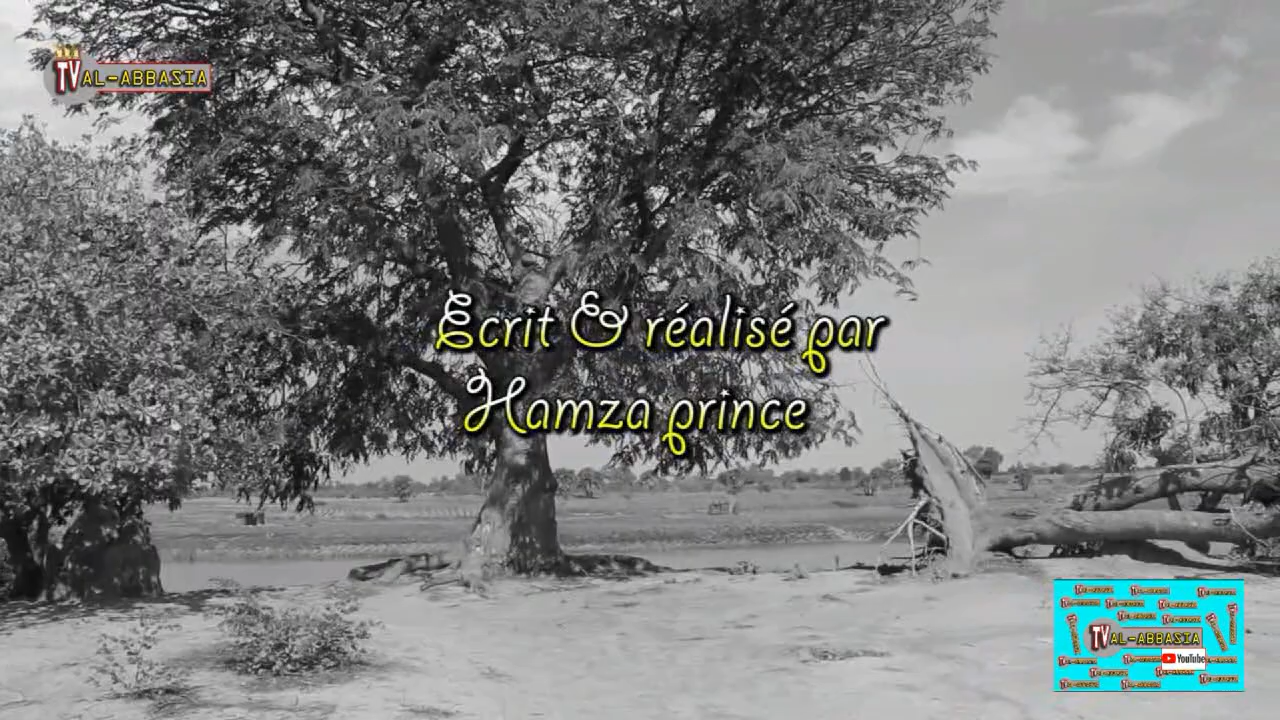 TV AL-ABBASIA
Ecrit & réalisé par
Hamza prince
TV AL-ABBASIA
YouTube